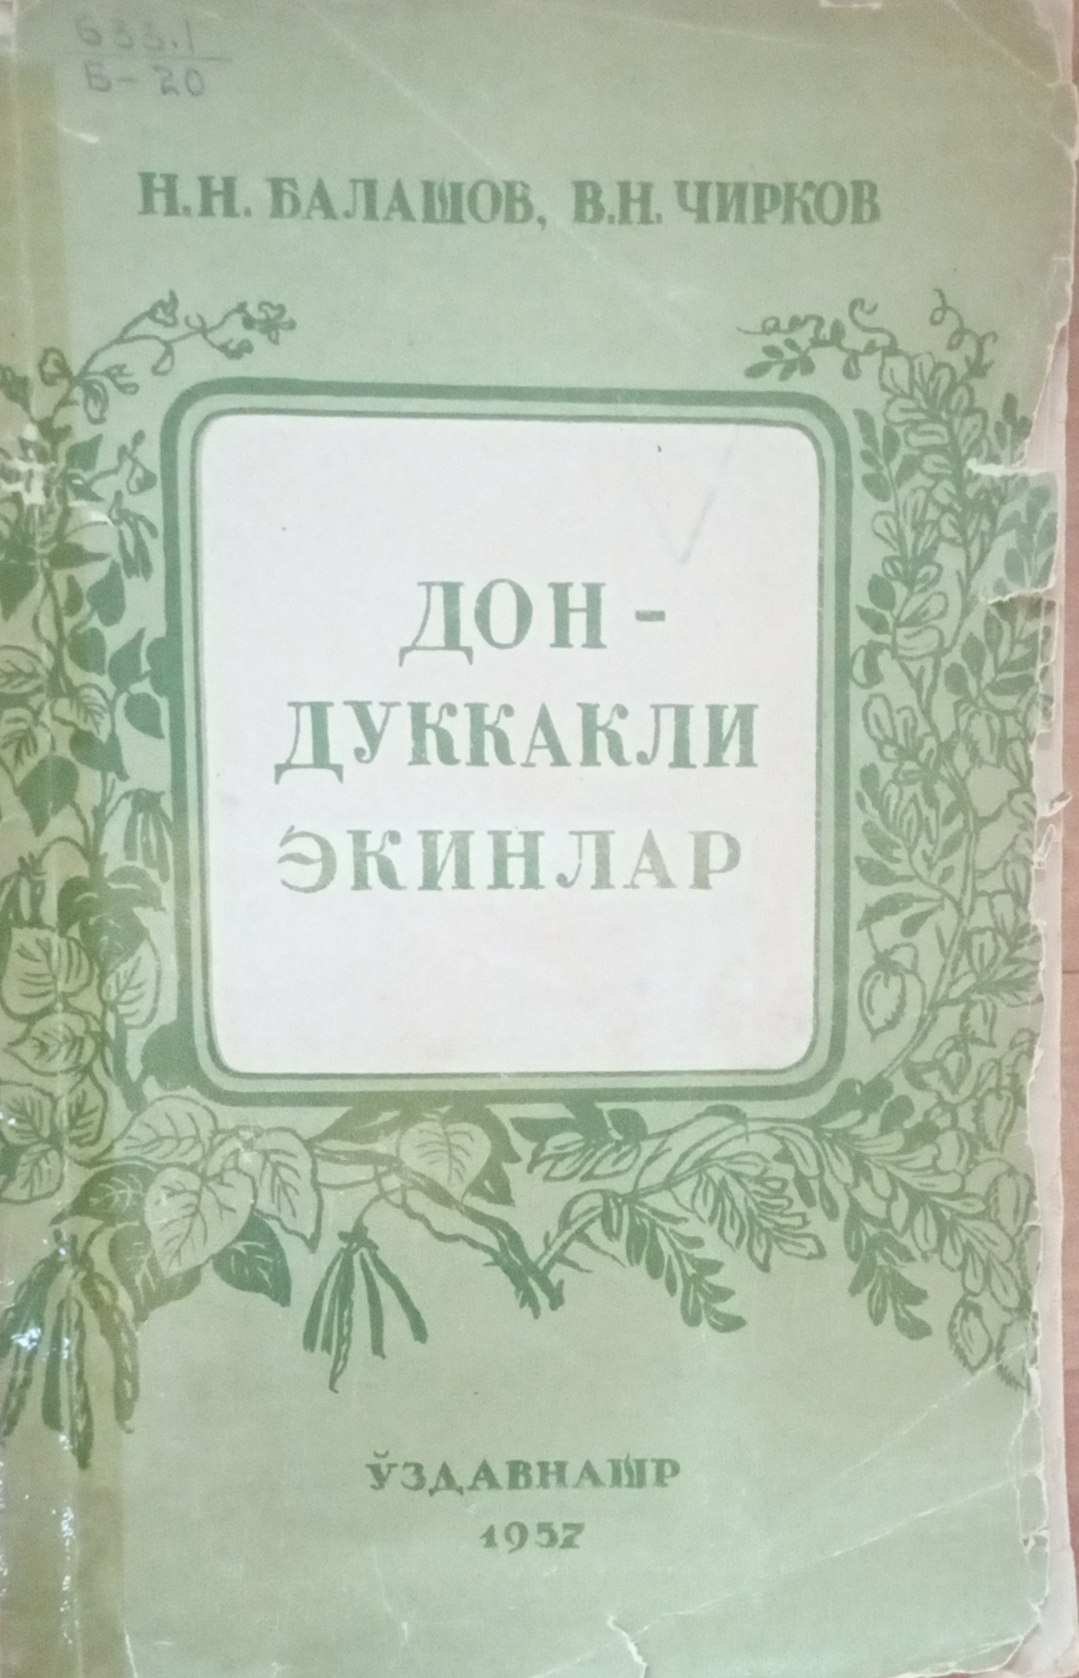 633.1
Б-20
Н.Н. БАЛАШОВ, В.Н. ЧИРКОВ
ДОН-
ДУККАКЛИ
ЭКИНЛАР
ЎЗДАВНАШР
1957